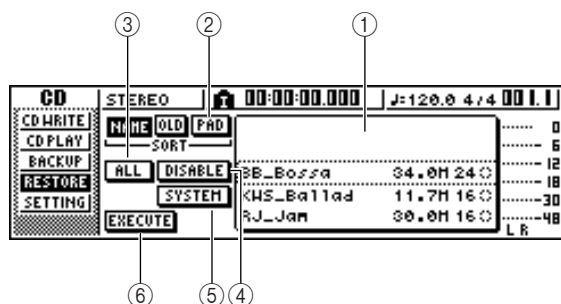 ③ ② ①
CD STEREO 00:00:00.000 ♩=120.0 4/4 001.1
CD WRITE NAME OLD PAD 0
CD PLAY SORT 6
BACKUP ALL DISABLE BB_Bossa 34.0M 24 12
RESTORE 18
SETTING SYSTEM KWS_Ballad 11.7M 16 30
EXECUTE RJ_Jam 30.0M 16 48
L R
⑥ ⑤ ④